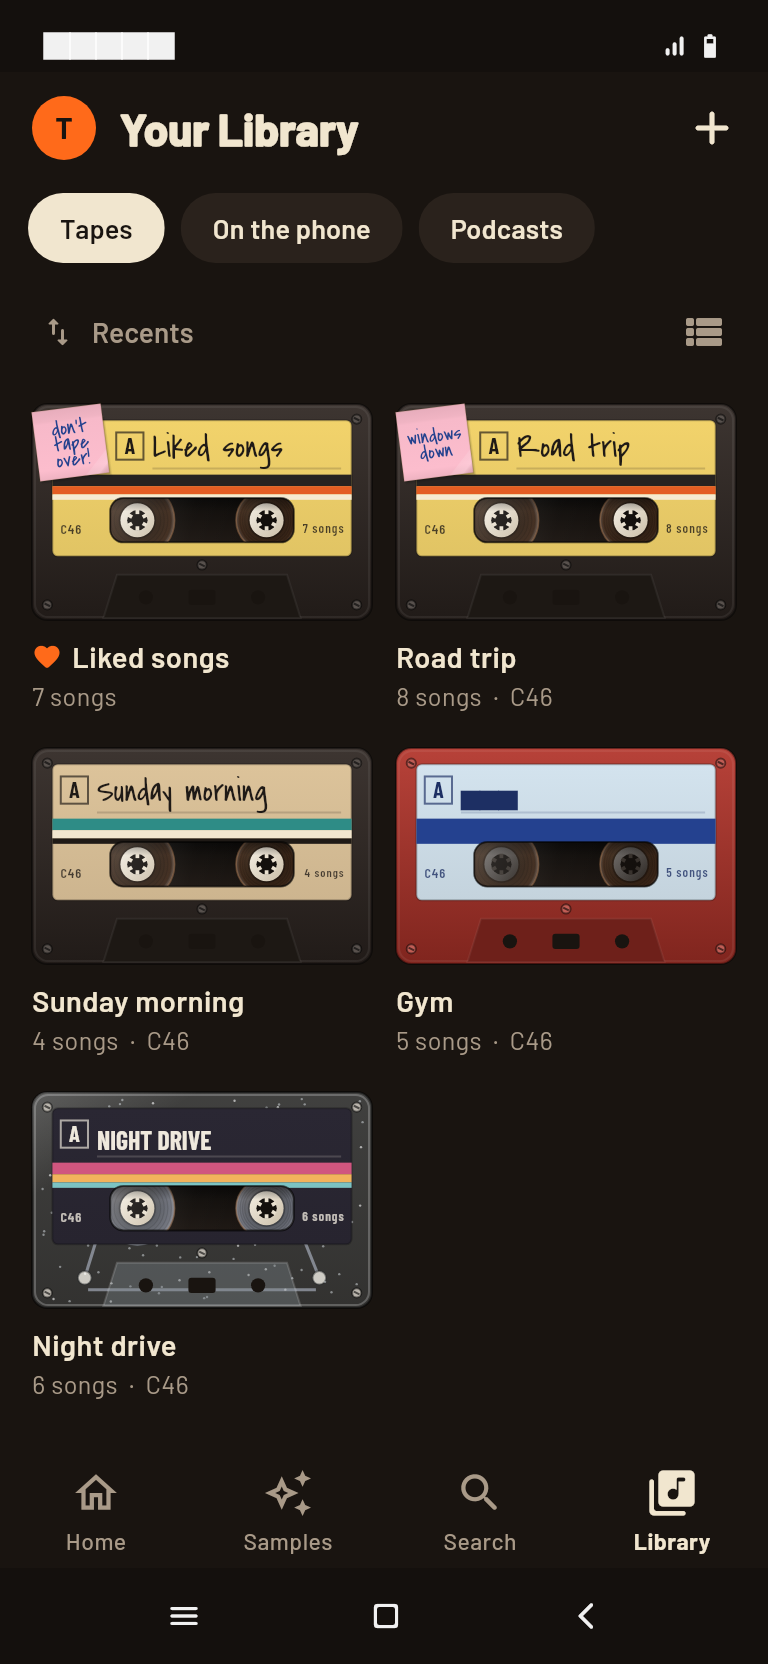 T
Your Library
Tapes
On the phone
Podcasts
Recents
don't
tape
over!
A
Liked songs
C46
7 songs
windows
down
A
Road trip
C46
8 songs
Liked songs
7 songs
Road trip
8 songs · C46
A
Sunday morning
C46
4 songs
A
C46
5 songs
Sunday morning
4 songs · C46
Gym
5 songs · C46
A
NIGHT DRIVE
C46
6 songs
Night drive
6 songs · C46
Home
Samples
Search
Library